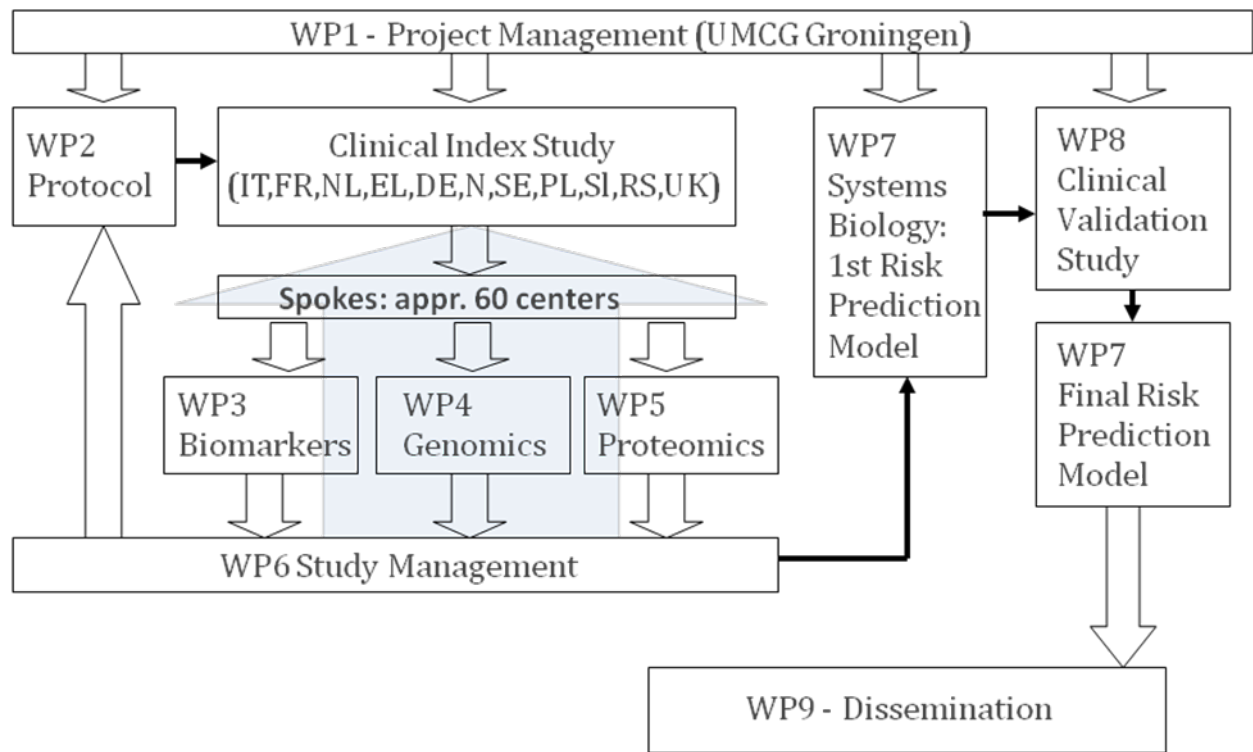 WP1 - Project Management (UMCG Groningen)
WP2
Protocol
Clinical Index Study
(IT,FR,NL,EL,DE,N,SE,PL,Sl,RS,UK)
Spokes: appr. 60 centers
WP3
Biomarkers
WP4
Genomics
WP5
Proteomics
WP6 Study Management
WP7
Systems
Biology:
1st Risk
Prediction
Model
WP8
Clinical
Validation
Study
WP7
Final Risk
Prediction
Model
WP9 - Dissemination